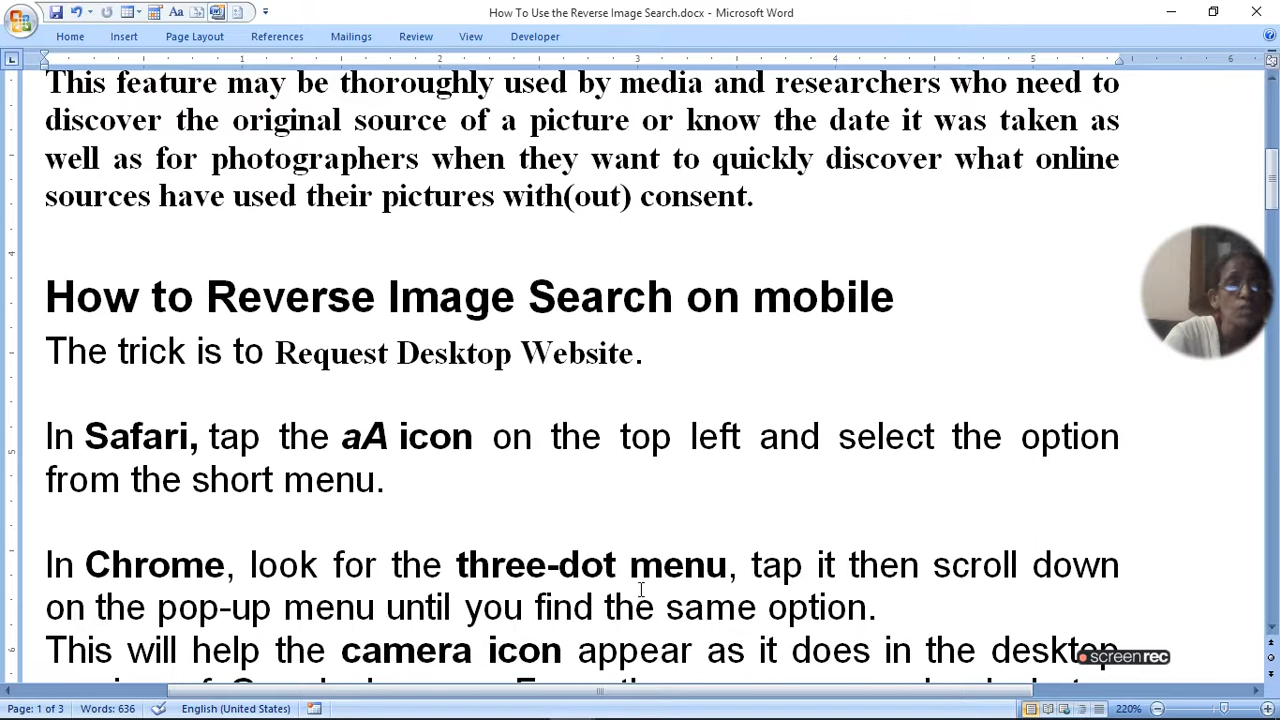 How To Use the Reverse Image Search.docx - Microsoft Word
Home Insert Page Layout References Mailings Review View Developer
This feature may be thoroughly used by media and researchers who need to
discover the original source of a picture or know the date it was taken as
well as for photographers when they want to quickly discover what online
sources have used their pictures with(out) consent.
How to Reverse Image Search on mobile
The trick is to Request Desktop Website.
In Safari, tap the aA icon on the top left and select the option
from the short menu.
In Chrome, look for the three-dot menu, tap it then scroll down
on the pop-up menu until you find the same option.
This will help the camera icon appear as it does in the desktop
screenrec
Page: 1 of 3 Words: 636 English (United States) 220%